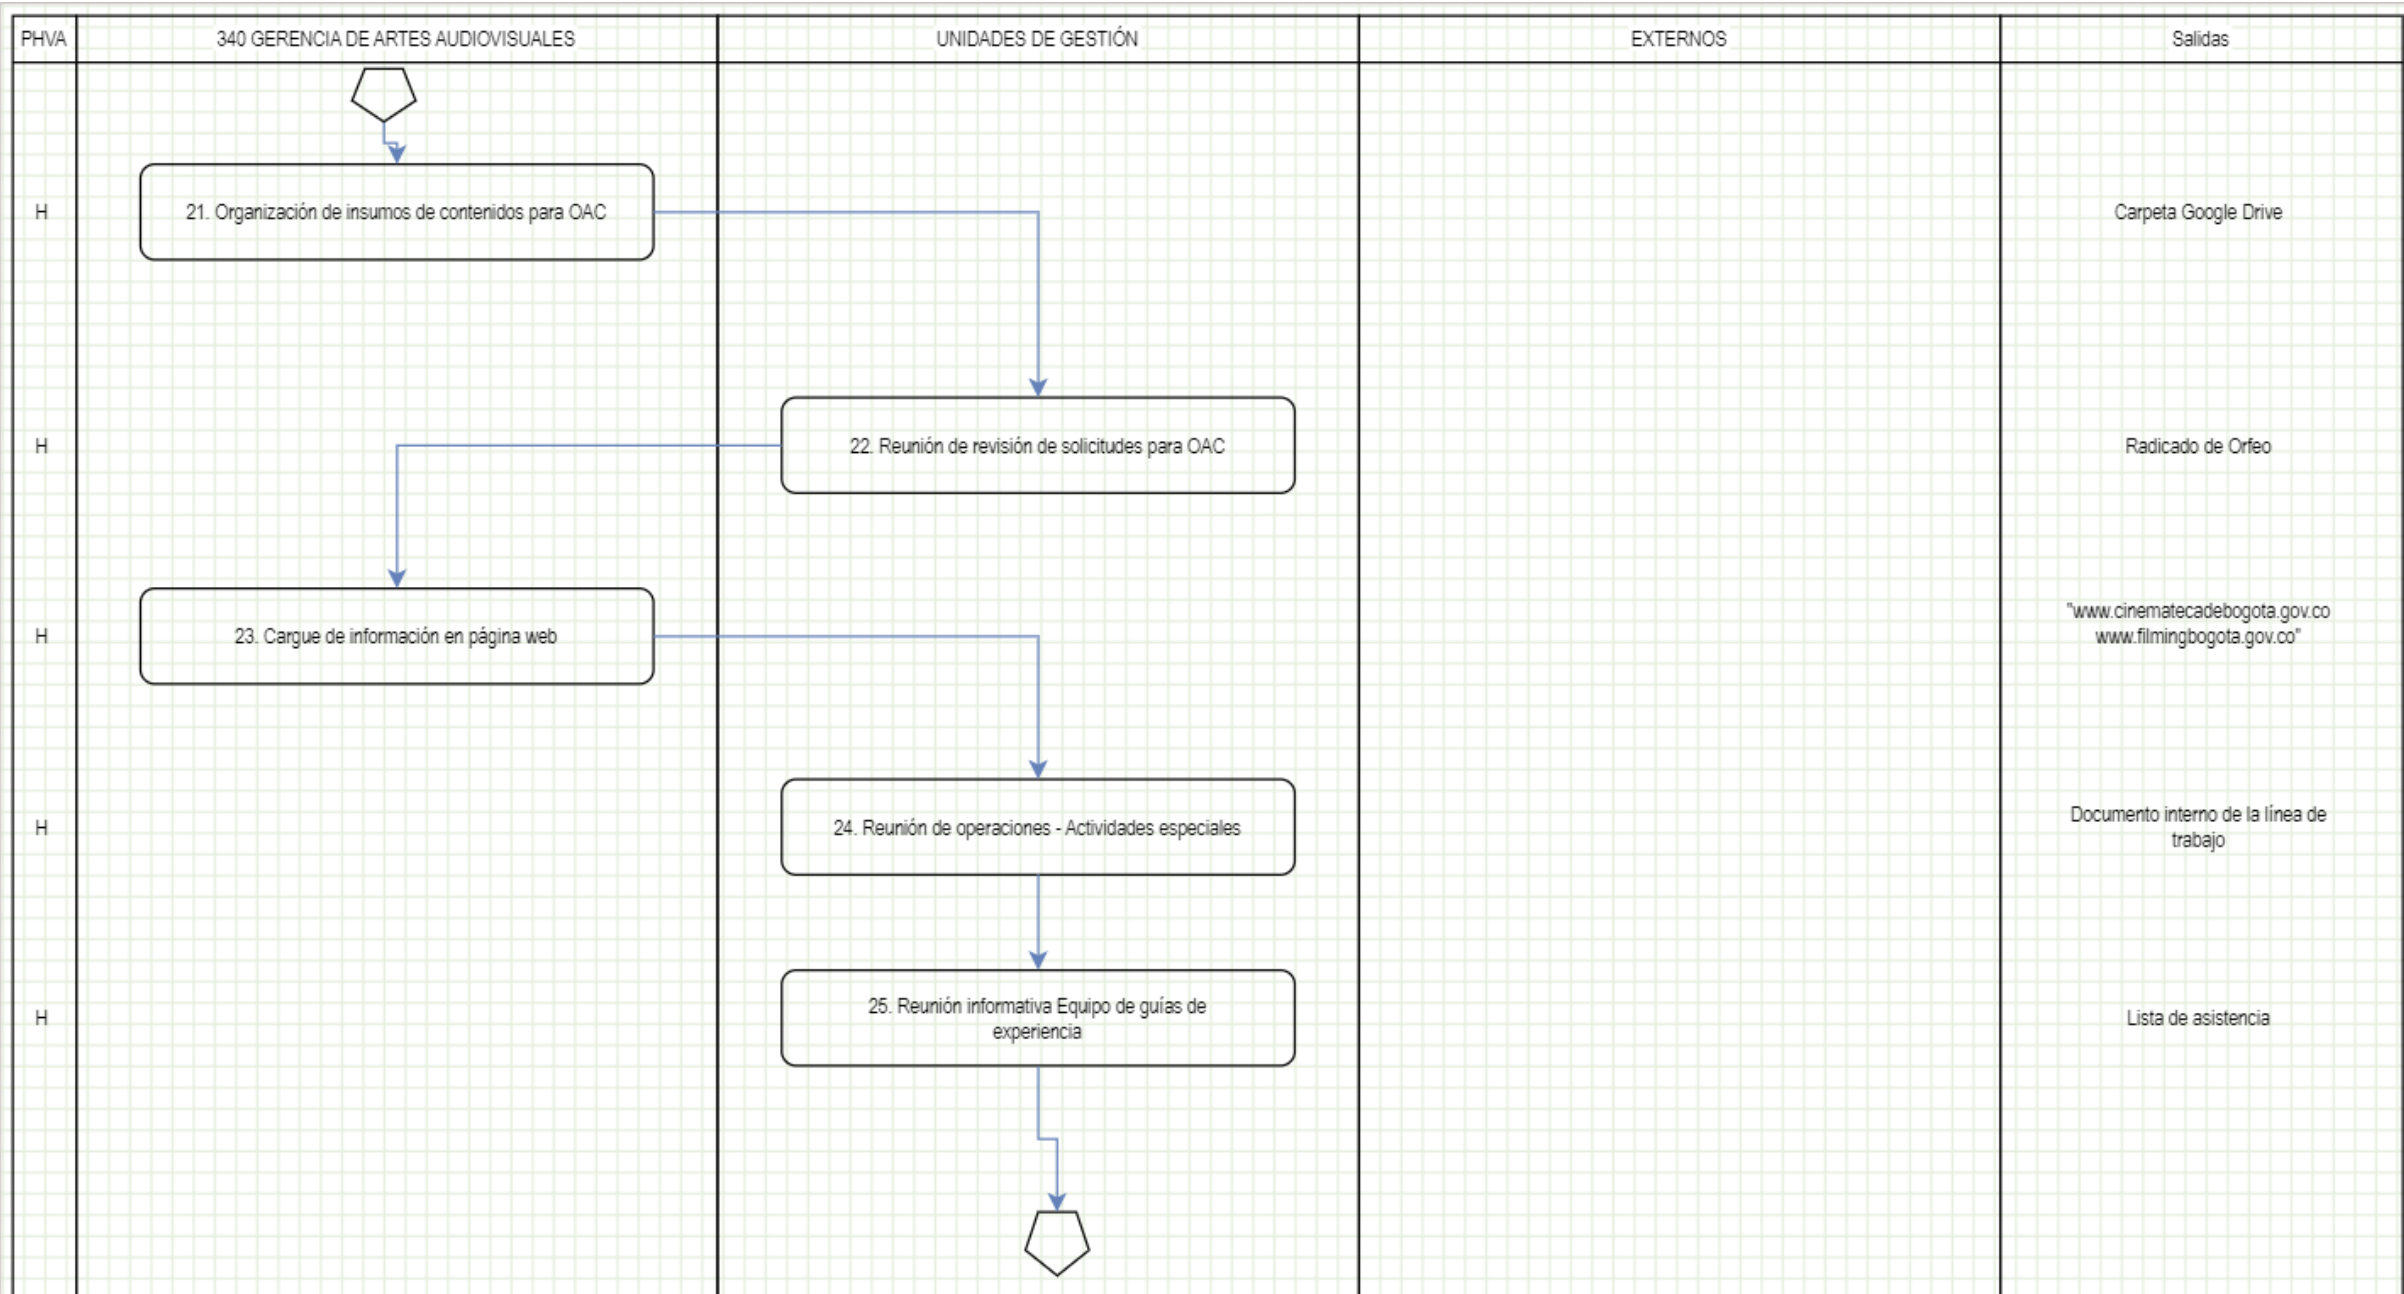 PHVA
340 GERENCIA DE ARTES AUDIOVISUALES
UNIDADES DE GESTIÓN
EXTERNOS
Salidas
H
21. Organización de insumos de contenidos para OAC
Carpeta Google Drive
H
22. Reunión de revisión de solicitudes para OAC
Radicado de Orfeo
H
23. Cargue de información en página web
"www.cinematecadebogota.gov.co
www.filmingbogota.gov.co"
H
24. Reunión de operaciones - Actividades especiales
Documento interno de la línea de
trabajo
H
25. Reunión informativa Equipo de guías de
experiencia
Lista de asistencia